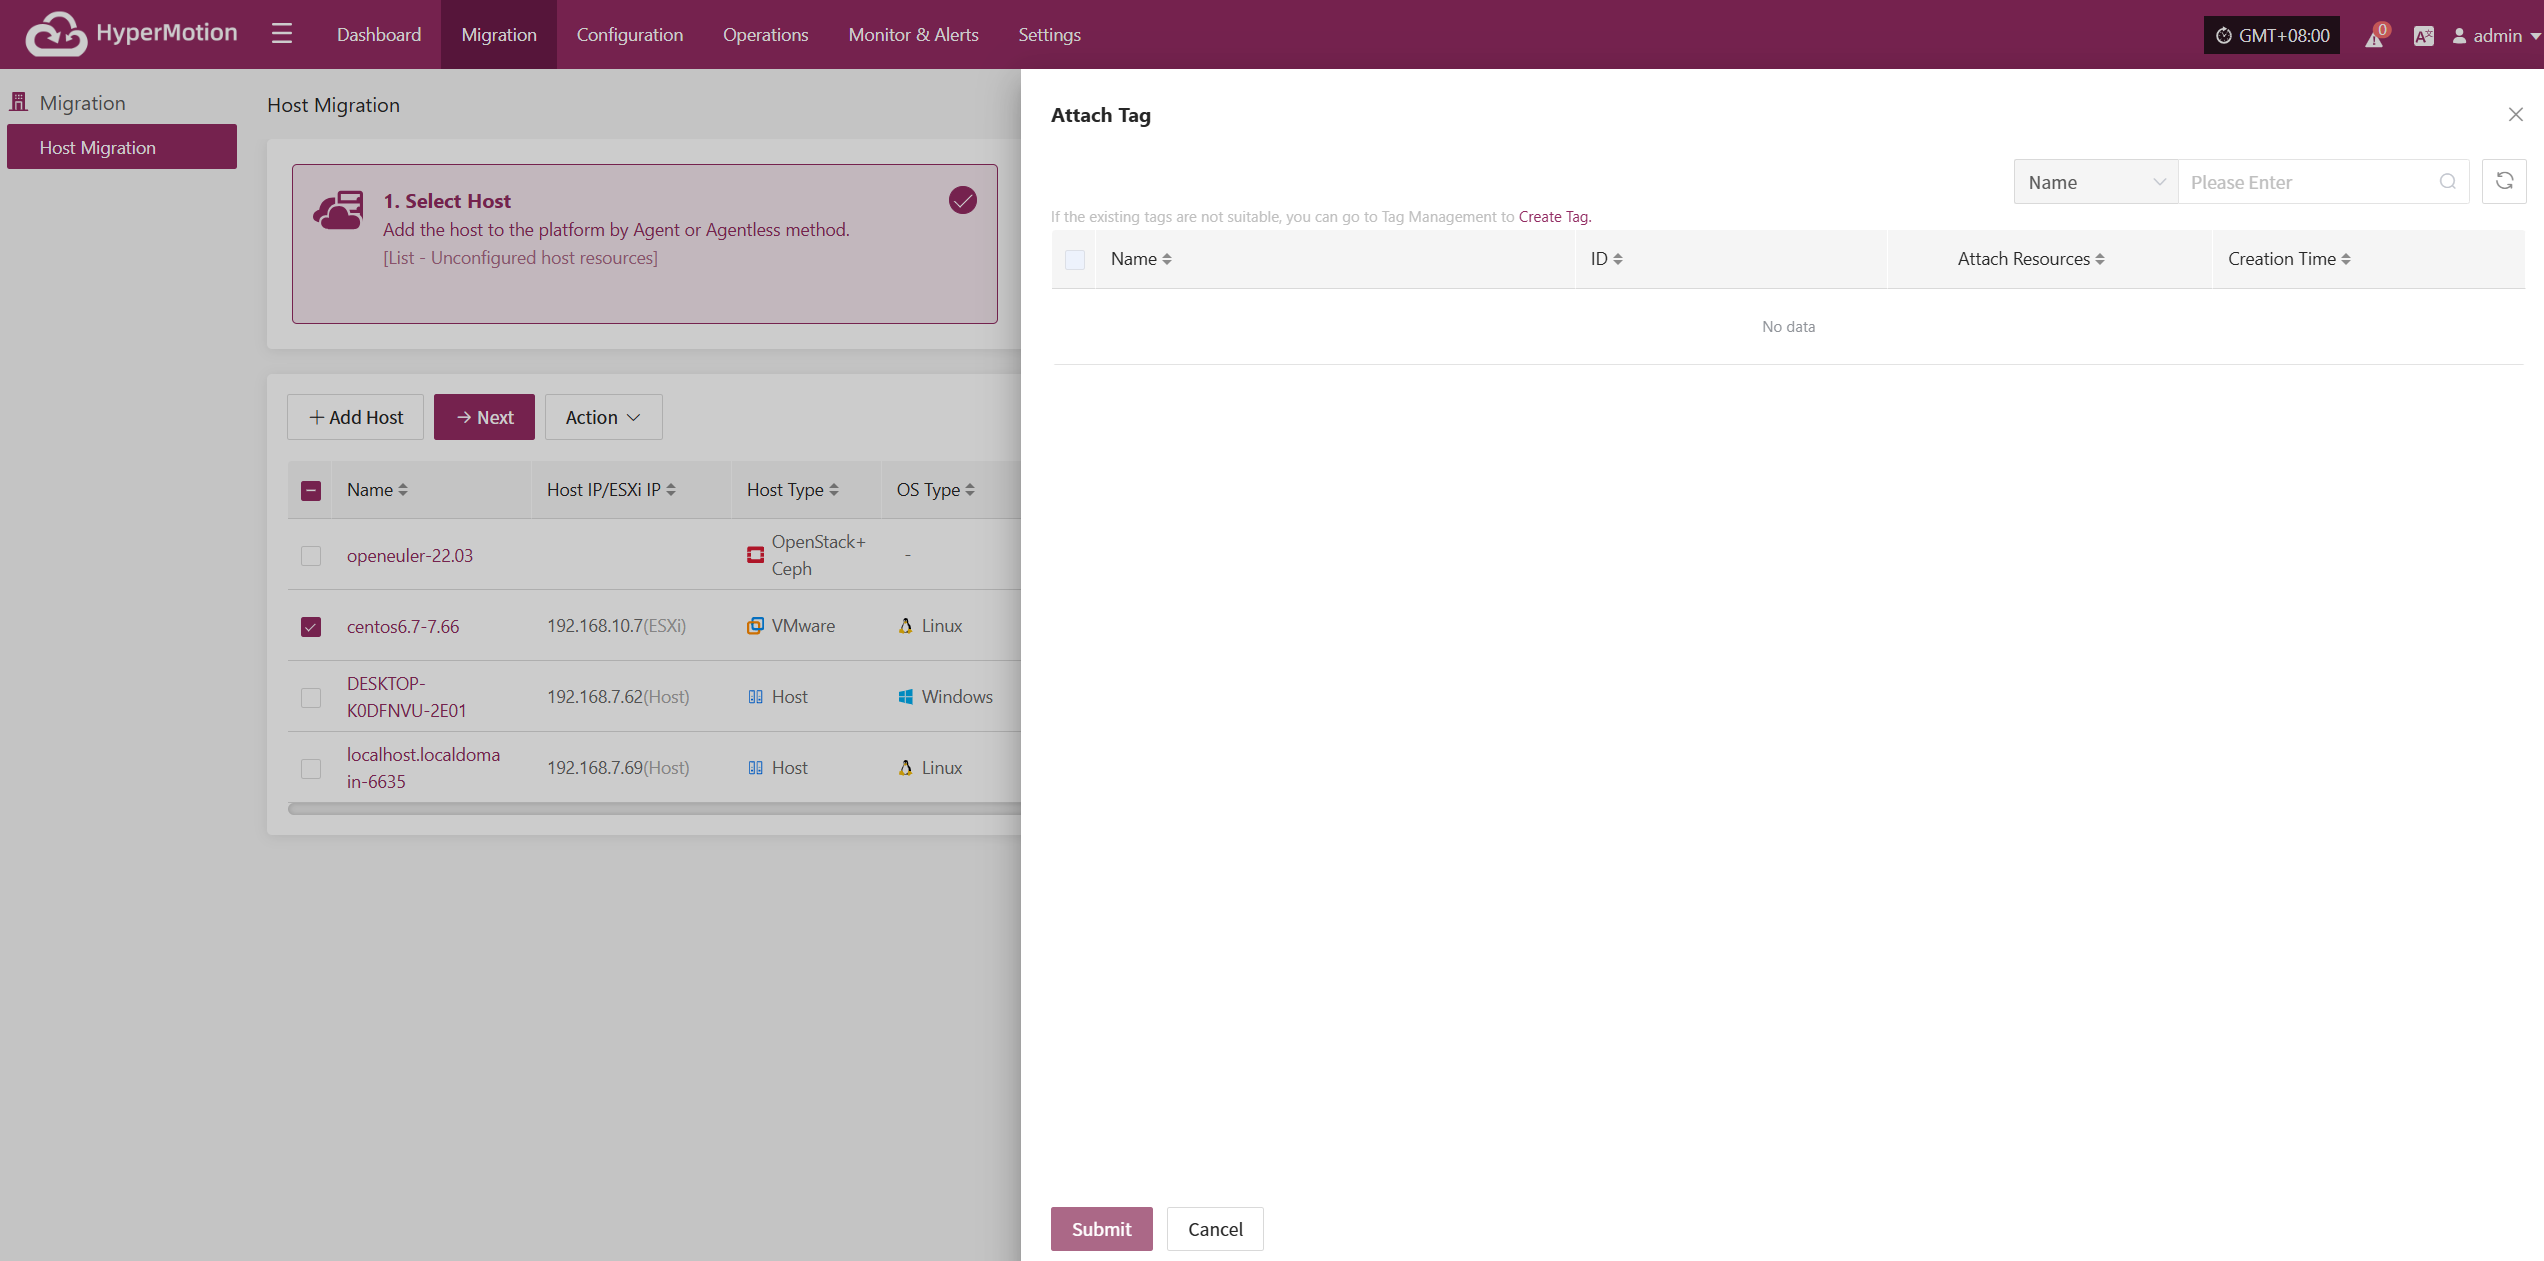 HyperMotion
Dashboard
Migration
Configuration
Operations
Monitor & Alerts
Settings
GMT+08:00
0
admin
Migration
Host Migration
Host Migration
1. Select Host
Add the host to the platform by Agent or Agentless method.
[List - Unconfigured host resources]
Add Host
Next
Action
Name
Host IP/ESXi IP
Host Type
OS Type
openeuler-22.03
OpenStack+
Ceph
-
centos6.7-7.66
192.168.10.7(ESXi)
VMware
Linux
DESKTOP-
K0DFNVU-2E01
192.168.7.62(Host)
Host
Windows
localhost.localdoma
in-6635
192.168.7.69(Host)
Host
Linux
Attach Tag
Name
Please Enter
If the existing tags are not suitable, you can go to Tag Management to Create Tag.
Name
ID
Attach Resources
Creation Time
No data
Submit
Cancel